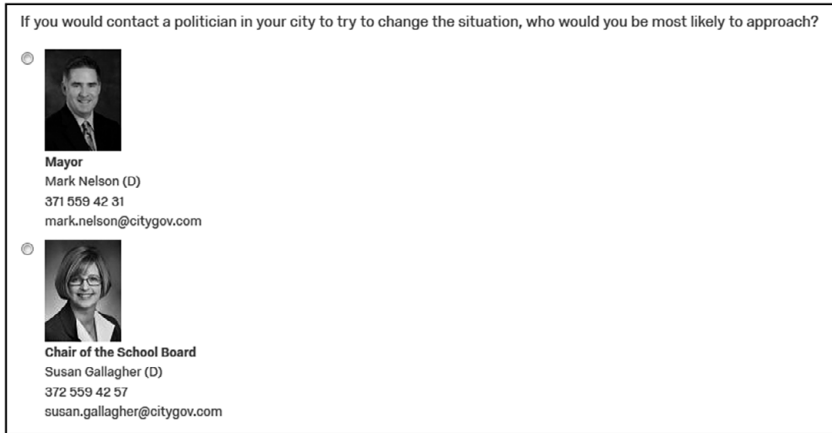 If you would contact a politician in your city to try to change the situation, who would you be most likely to approach?
Mayor
Mark Nelson (D)
371 559 42 31
mark.nelson@citygov.com
Chair of the School Board
Susan Gallagher (D)
372 559 42 57
susan.gallagher@citygov.com